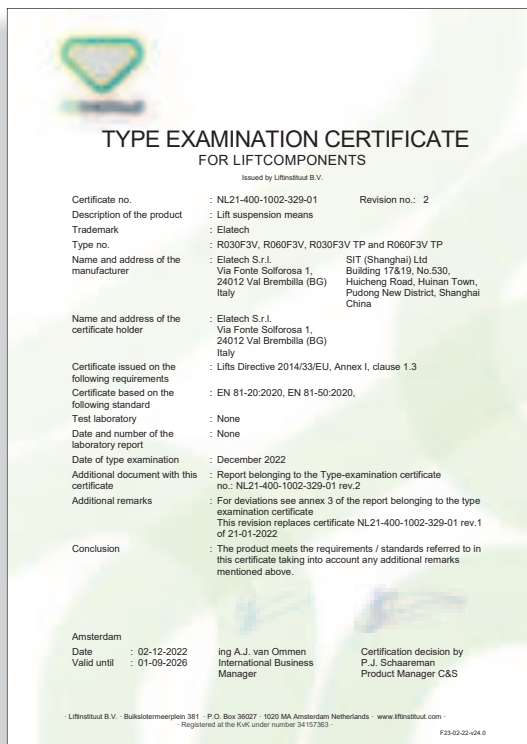 TYPE EXAMINATION CERTIFICATE
FOR LIFTCOMPONENTS
Issued by Liftinstituut B.V.
Certificate no. : NL21-400-1002-329-01 Revision no.: 2
Description of the product : Lift suspension means
Trademark : Elatech
Type no. : R030F3V, R060F3V, R030F3V TP and R060F3V TP
Name and address of the manufacturer : Elatech S.r.l.
Via Fonte Solforosa 1,
24012 Val Brembilla (BG)
Italy
SIT (Shanghai) Ltd
Building 17&19, No.530,
Huicheng Road, Huinan Town,
Pudong New District, Shanghai
China
Name and address of the certificate holder : Elatech S.r.l.
Via Fonte Solforosa 1,
24012 Val Brembilla (BG)
Italy
Certificate issued on the following requirements : Lifts Directive 2014/33/EU, Annex I, clause 1.3
Certificate based on the following standard : EN 81-20:2020, EN 81-50:2020,
Test laboratory : None
Date and number of the laboratory report : None
Date of type examination : December 2022
Additional document with this certificate : Report belonging to the Type-examination certificate
no.: NL21-400-1002-329-01 rev.2
Additional remarks : For deviations see annex 3 of the report belonging to the type
examination certificate
This revision replaces certificate NL21-400-1002-329-01 rev.1
of 21-01-2022
Conclusion : The product meets the requirements / standards referred to in
this certificate taking into account any additional remarks
mentioned above.
Amsterdam
Date : 02-12-2022
Valid until : 01-09-2026
ing A.J. van Ommen
International Business
Manager
Certification decision by
P.J. Schaareman
Product Manager C&S
· Liftinstituut B.V. · Buikslotermeerplein 381 · P.O. Box 36027 · 1020 MA Amsterdam Netherlands · www.liftinstituut.com ·
· Registered at the KvK under number 34157363 ·
F23-02-22-v24.0